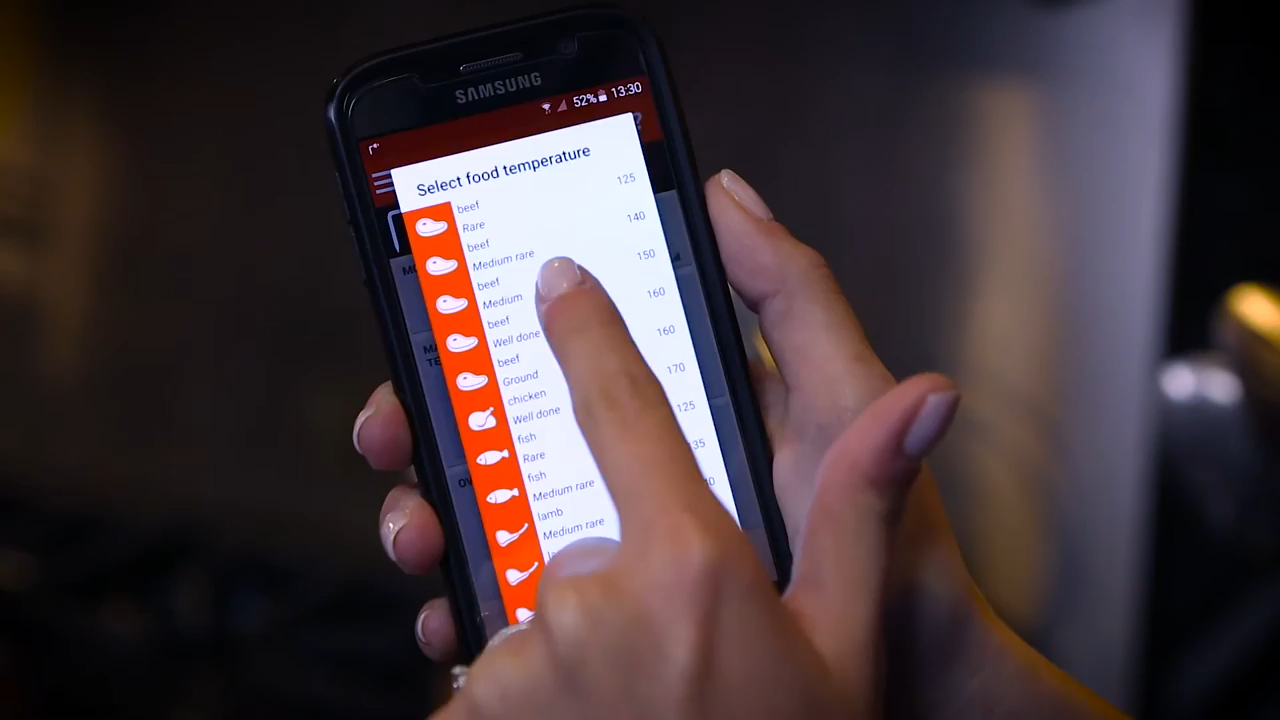 SAMSUNG
52% 13:30
?
Select food temperature
beef 125
Rare
beef 140
Medium rare
beef 150
Medium
beef 160
Well done
beef 160
Ground
chicken 170
Well done
fish 125
Rare
fish
Medium rare
lamb
Medium rare